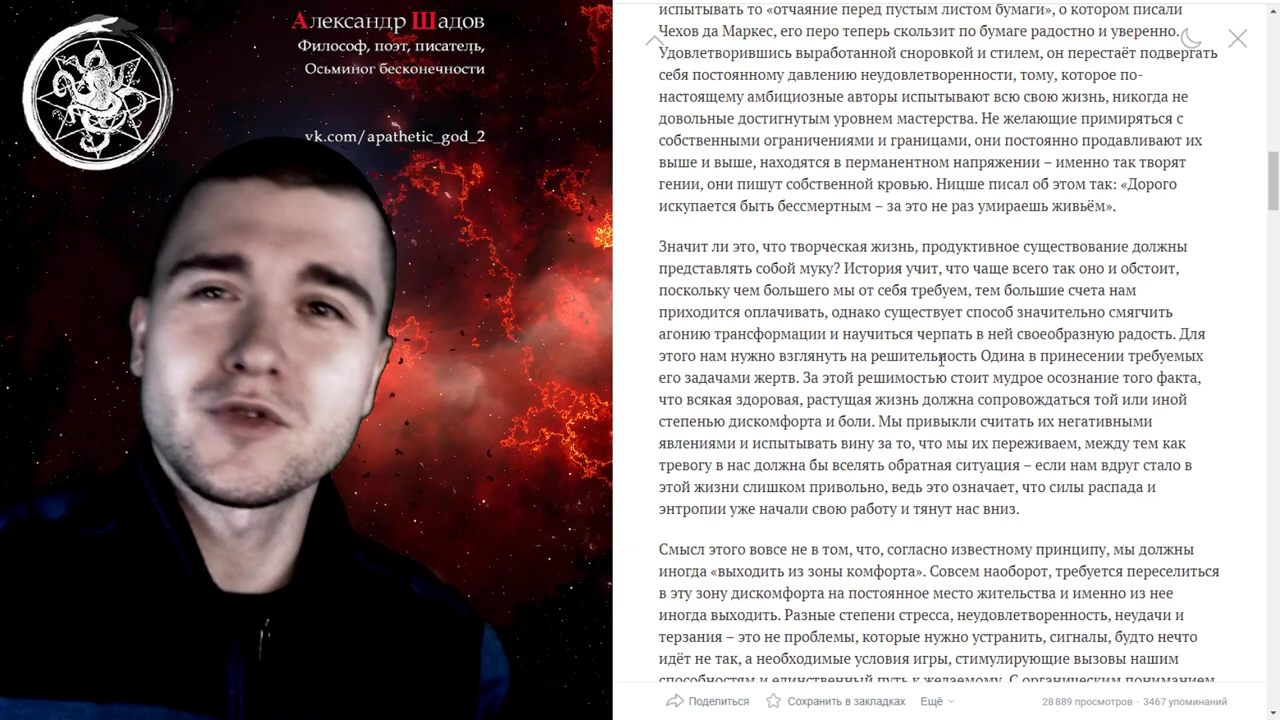 Александр Шадов
Философ, поэт, писатель,
Осьминог бесконечности
vk.com/apathetic_god_2
испытывать то «отчаяние перед пустым листом бумаги», о котором писали
Чехов да Маркес, его перо теперь скользит по бумаге радостно и уверенно.
Удовлетворившись выработанной сноровкой и стилем, он перестаёт подвергать
себя постоянному давлению неудовлетворенности, тому, которое по-
настоящему амбициозные авторы испытывают всю свою жизнь, никогда не
довольные достигнутым уровнем мастерства. Не желающие примиряться с
собственными ограничениями и границами, они постоянно продавливают их
выше и выше, находятся в перманентном напряжении – именно так творят
гении, они пишут собственной кровью. Ницше писал об этом так: «Дорого
искупается быть бессмертным – за это не раз умираешь живьём».
Значит ли это, что творческая жизнь, продуктивное существование должны
представлять собой муку? История учит, что чаще всего так оно и обстоит,
поскольку чем большего мы от себя требуем, тем большие счета нам
приходится оплачивать, однако существует способ значительно смягчить
агонию трансформации и научиться черпать в ней своеобразную радость. Для
этого нам нужно взглянуть на решительность Одина в принесении требуемых
его задачами жертв. За этой решимостью стоит мудрое осознание того факта,
что всякая здоровая, растущая жизнь должна сопровождаться той или иной
степенью дискомфорта и боли. Мы привыкли считать их негативными
явлениями и испытывать вину за то, что мы их переживаем, между тем как
тревогу в нас должна бы вселять обратная ситуация – если нам вдруг стало в
этой жизни слишком привольно, ведь это означает, что силы распада и
энтропии уже начали свою работу и тянут нас вниз.
Смысл этого вовсе не в том, что, согласно известному принципу, мы должны
иногда «выходить из зоны комфорта». Совсем наоборот, требуется переселиться
в эту зону дискомфорта на постоянное место жительства и именно из нее
иногда выходить. Разные степени стресса, неудовлетворенность, неудачи и
терзания – это не проблемы, которые нужно устранить, сигналы, будто нечто
идёт не так, а необходимые условия игры, стимулирующие вызовы нашим
способностям и единственный путь к желаемому. С органическим пониманием
Поделиться Сохранить в закладках Ещё 28 889 просмотров · 3467 упоминаний